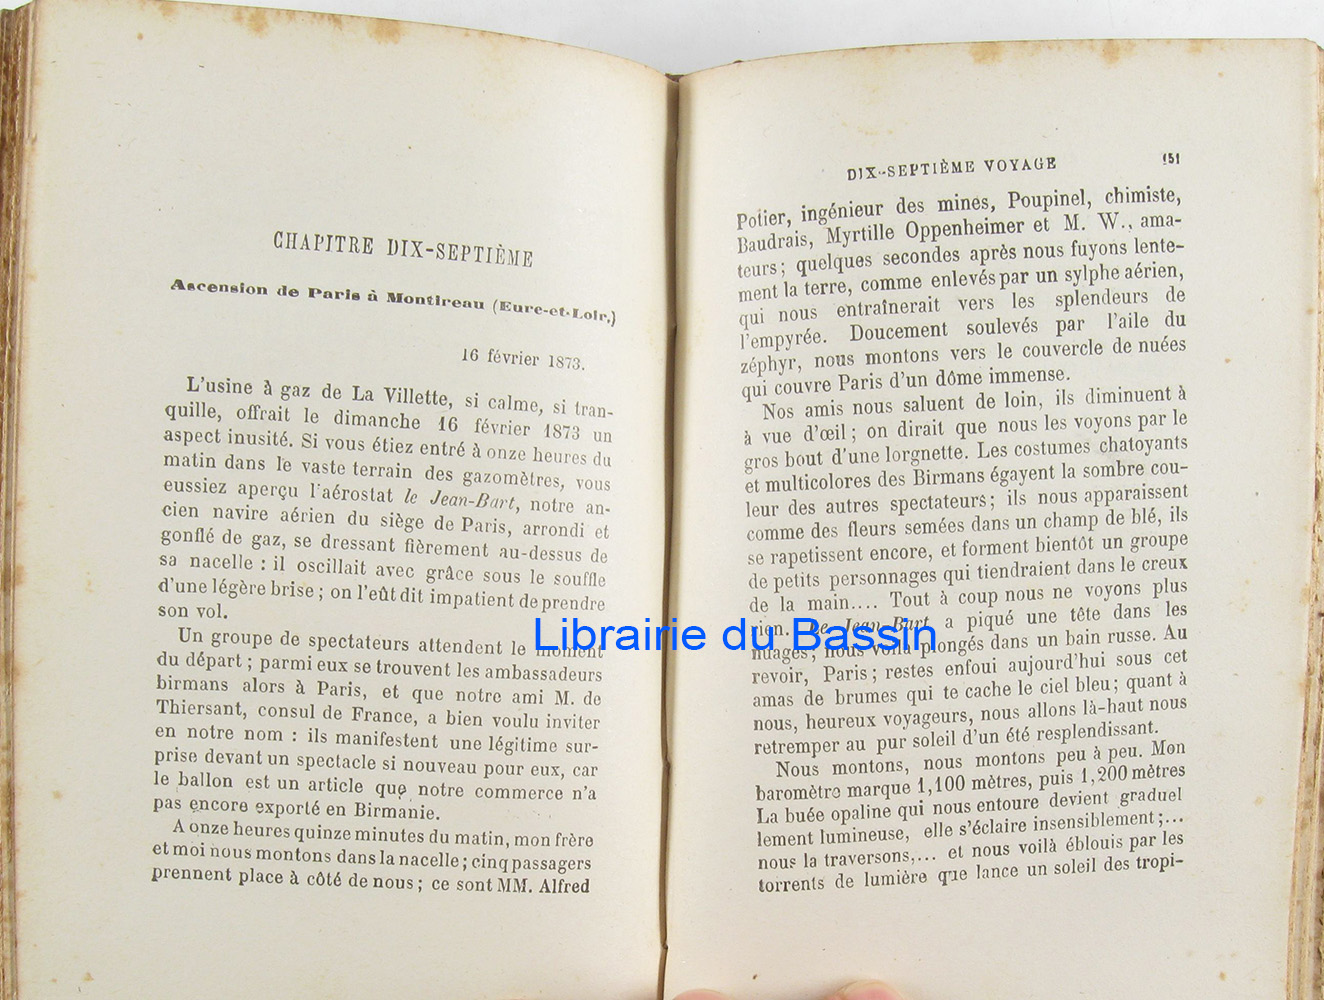 CHAPITRE DIX-SEPTIÈME
Ascension de Paris à Montireau (Eure-et-Loir.)
16 février 1873.
L'usine à gaz de La Villette, si calme, si tran-
quille, offrait le dimanche 16 février 1873 un
aspect inusité. Si vous étiez entré à onze heures du
matin dans le vaste terrain des gazomètres, vous
eussiez aperçu l'aérostat le Jean-Bart, notre an-
cien navire aérien du siège de Paris, arrondi et
gonflé de gaz, se dressant fièrement au-dessus de
sa nacelle : il oscillait avec grâce sous le souffle
d'une légère brise ; on l'eût dit impatient de prendre
son vol.
Un groupe de spectateurs attendent le moment
du départ ; parmi eux se trouvent les ambassadeurs
birmans alors à Paris, et que notre ami M. de
Thiersant, consul de France, a bien voulu inviter
en notre nom : ils manifestent une légitime sur-
prise devant un spectacle si nouveau pour eux, car
le ballon est un article que notre commerce n'a
pas encore exporté en Birmanie.
A onze heures quinze minutes du matin, mon frère
et moi nous montons dans la nacelle ; cinq passagers
prennent place à côté de nous ; ce sont MM. Alfred
DIX-SEPTIÈME VOYAGE 151
Potier, ingénieur des mines, Poupinel, chimiste,
Baudrais, Myrtille Oppenheimer et M. W., ama-
teurs ; quelques secondes après nous fuyons lente-
ment la terre, comme enlevés par un sylphe aérien,
qui nous entraînerait vers les splendeurs de
l'empyrée. Doucement soulevés par l'aile du
zéphyr, nous montons vers le couvercle de nuées
qui couvre Paris d'un dôme immense.
Nos amis nous saluent de loin, ils diminuent à
à vue d'œil ; on dirait que nous les voyons par le
gros bout d'une lorgnette. Les costumes chatoyants
et multicolores des Birmans égayent la sombre cou-
leur des autres spectateurs ; ils nous apparaissent
comme des fleurs semées dans un champ de blé, ils
se rapetissent encore, et forment bientôt un groupe
de petits personnages qui tiendraient dans le creux
de la main.... Tout à coup nous ne voyons plus
rien. Le Jean-Bart a piqué une tête dans les
nuages ; nous voilà plongés dans un bain russe. Au
revoir, Paris ; restes enfoui aujourd'hui sous cet
amas de brumes qui te cache le ciel bleu ; quant à
nous, heureux voyageurs, nous allons là-haut nous
retremper au pur soleil d'un été resplendissant.
Nous montons, nous montons peu à peu. Mon
baromètre marque 1,100 mètres, puis 1,200 mètres
La buée opaline qui nous entoure devient graduel
lement lumineuse, elle s'éclaire insensiblement ;...
nous la traversons,... et nous voilà éblouis par les
torrents de lumière que lance un soleil des tropi-
Librairie du Bassin